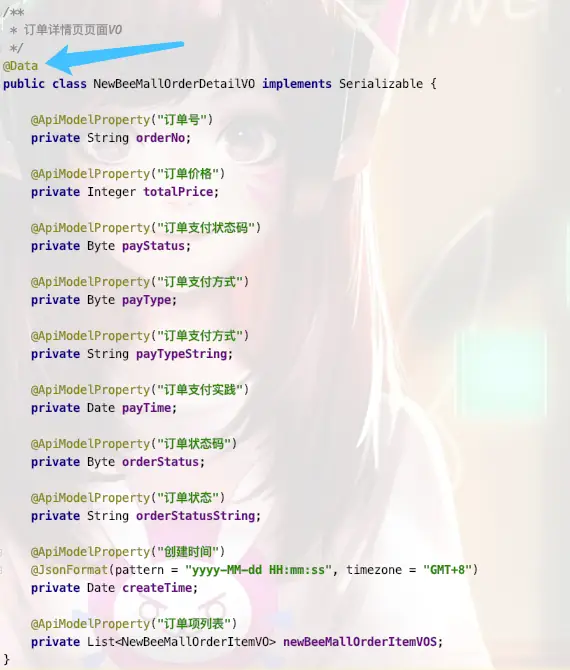 /**
 * 订单详情页页面VO
 */
@Data
public class NewBeeMallOrderDetailVO implements Serializable {
@ApiModelProperty("订单号")
private String orderNo;
@ApiModelProperty("订单价格")
private Integer totalPrice;
@ApiModelProperty("订单支付状态码")
private Byte payStatus;
@ApiModelProperty("订单支付方式")
private Byte payType;
@ApiModelProperty("订单支付方式")
private String payTypeString;
@ApiModelProperty("订单支付实践")
private Date payTime;
@ApiModelProperty("订单状态码")
private Byte orderStatus;
@ApiModelProperty("订单状态")
private String orderStatusString;
@ApiModelProperty("创建时间")
@JsonFormat(pattern = "yyyy-MM-dd HH:mm:ss", timezone = "GMT+8")
private Date createTime;
@ApiModelProperty("订单项列表")
private List<NewBeeMallOrderItemVO> newBeeMallOrderItemVOS;
}